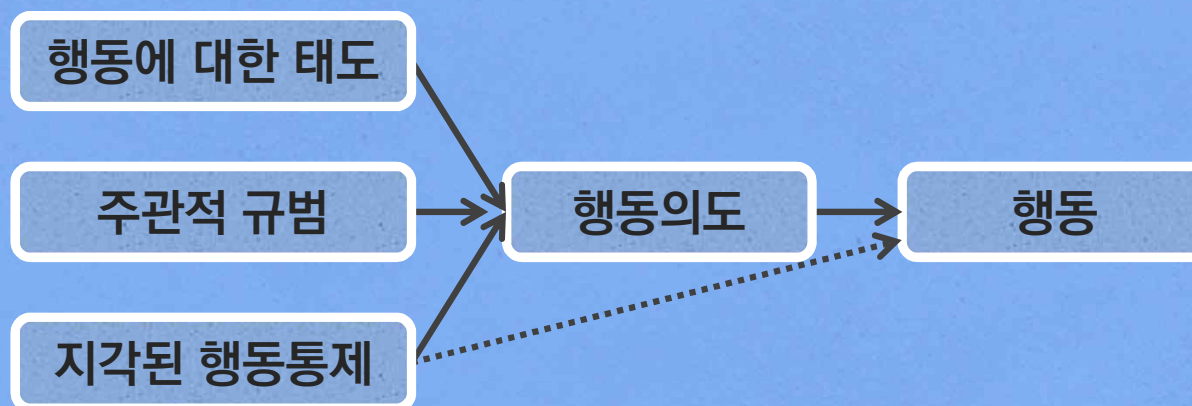 행동에 대한 태도
주관적 규범
행동의도
행동
지각된 행동통제